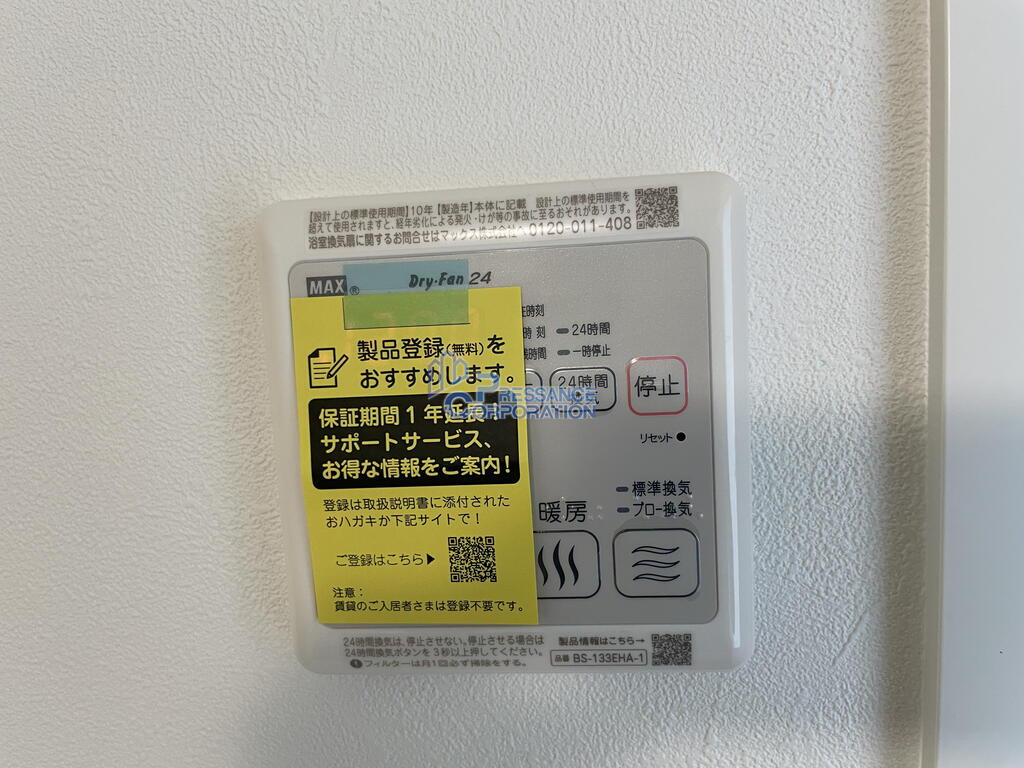 【設計上の標準使用期間】10年 【製造年】本体に記載 設計上の標準使用期間を
超えて使用されますと、経年劣化による発火・けが等の事故に至るおそれがあります。
浴室換気扇に関するお問合せはマックス株式会社へ0120-011-408
MAX® Dry・Fan 24
在時刻
時 刻 24時間
時間 一時停止
24時間 停止
リセット
製品登録(無料)を
おすすめします。
保証期間1年延長
サポートサービス、
お得な情報をご案内!
登録は取扱説明書に添付された
おハガキか下記サイトで!
ご登録はこちら▶
注意:
賃貸のご入居者さまは登録不要です。
PRESSANCE
CORPORATION
標準換気
暖房 プロー換気
24時間換気は、停止させない。停止させる場合は
24時間換気ボタンを3秒以上押してください。
フィルターは月1回必ず掃除をする。
製品情報はこちら→
品番 BS-133EHA-1